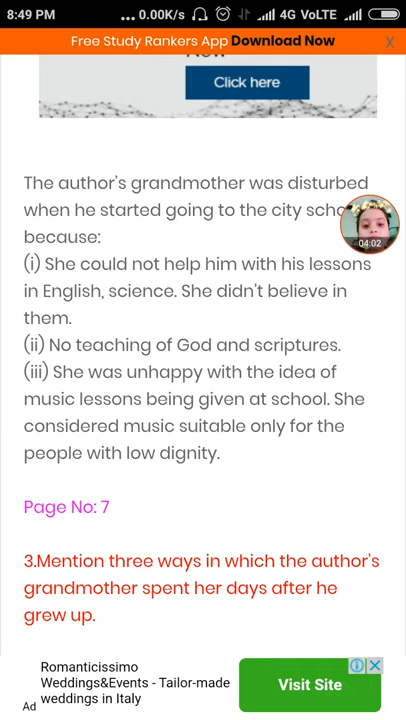 8:49 PM ... 0.00K/s 4G VoLTE
Free Study Rankers App Download Now X
Click here
The author's grandmother was disturbed
when he started going to the city
because:
04:02
(i) She could not help him with his lessons
in English, science. She didn't believe in
them.
(ii) No teaching of God and scriptures.
(iii) She was unhappy with the idea of
music lessons being given at school. She
considered music suitable only for the
people with low dignity.
Page No: 7
3.Mention three ways in which the author's
grandmother spent her days after he
grew up.
Romanticissimo
Weddings&Events - Tailor-made
weddings in Italy
Ad
Visit Site